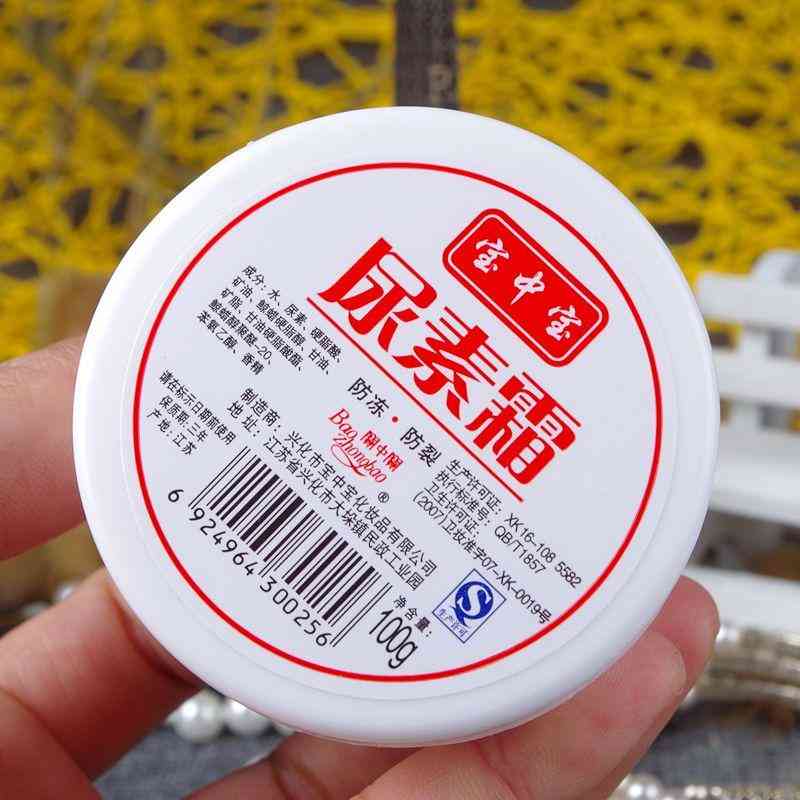 宝中宝
尿素霜
成分：水、尿素、硬脂酸、
矿油、鲸蜡硬脂醇、甘油、
矿脂、甘油硬脂酸酯、
鲸蜡醇聚醚-20、
苯氧乙醇、香精
防冻·防裂
Bao
Zhongbao
®
请在标示日期前使用
保质期：三年
产地：江苏
制造商：兴化市宝中宝化妆品有限公司
地址：江苏省兴化市大垛镇民政工业园
生产许可证：XK16-108 5582
执行标准号：QB/T1857
卫生许可证：
(2007)卫妆准字07-XK-0019号
6 924964 300256
净含量：
100g
生产许可